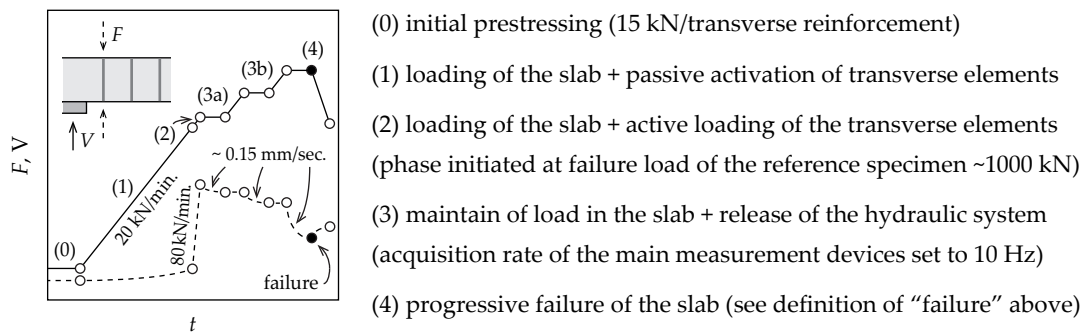 F, V
t
F
V
(0)
(1)
20 kN/min.
(2)
80 kN/min.
(3a)
(3b)
(4)
~ 0.15 mm/sec.
failure
(0) initial prestressing (15 kN/transverse reinforcement)
(1) loading of the slab + passive activation of transverse elements
(2) loading of the slab + active loading of the transverse elements
(phase initiated at failure load of the reference specimen ~1000 kN)
(3) maintain of load in the slab + release of the hydraulic system
(acquisition rate of the main measurement devices set to 10 Hz)
(4) progressive failure of the slab (see definition of “failure” above)